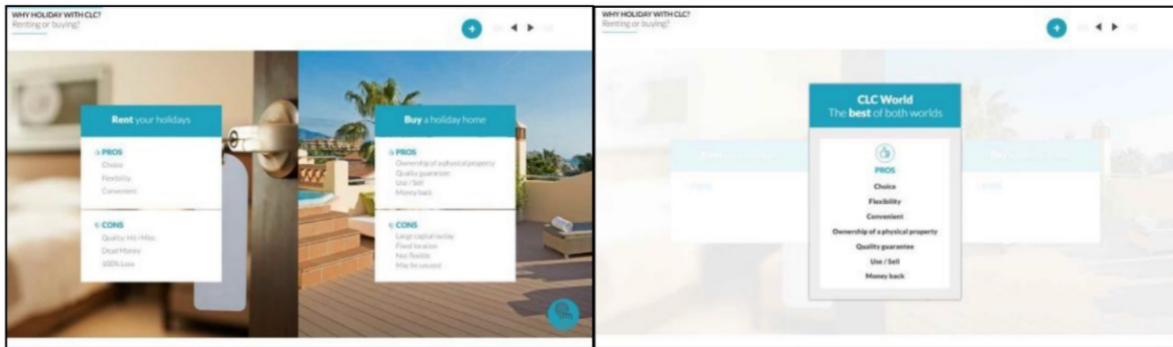 WHY HOLIDAY WITH CLC?
Renting or buying?
Rent your holidays
PROS
Choice
Flexibility
Convenient
CONS
Quality: Hit / Miss
Dead Money
100% Loss
Buy a holiday home
PROS
Ownership of a physical property
Quality guarantee
Use / Sell
Money back
CONS
Large capital outlay
Fixed location
Not flexible
May be unused
WHY HOLIDAY WITH CLC?
Renting or buying?
CLC World
The best of both worlds
PROS
Choice
Flexibility
Convenient
Ownership of a physical property
Quality guarantee
Use / Sell
Money back